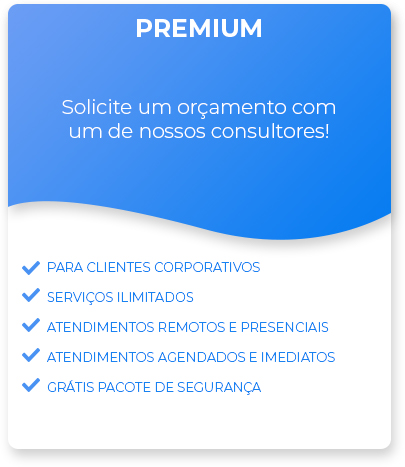 PREMIUM
Solicite um orçamento com
um de nossos consultores!
PARA CLIENTES CORPORATIVOS
SERVIÇOS ILIMITADOS
ATENDIMENTOS REMOTOS E PRESENCIAIS
ATENDIMENTOS AGENDADOS E IMEDIATOS
GRÁTIS PACOTE DE SEGURANÇA